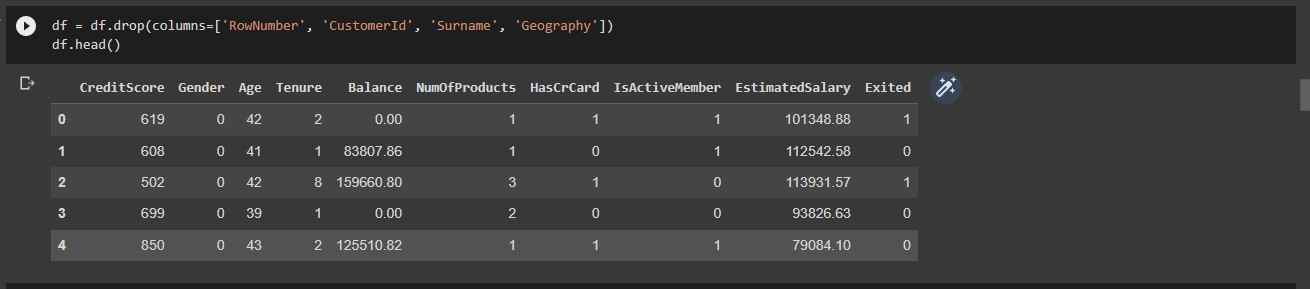 df = df.drop(columns=['RowNumber', 'CustomerId', 'Surname', 'Geography'])
df.head()
CreditScore Gender Age Tenure Balance NumOfProducts HasCrCard IsActiveMember EstimatedSalary Exited
0 619 0 42 2 0.00 1 1 1 101348.88 1
1 608 0 41 1 83807.86 1 0 1 112542.58 0
2 502 0 42 8 159660.80 3 1 0 113931.57 1
3 699 0 39 1 0.00 2 0 0 93826.63 0
4 850 0 43 2 125510.82 1 1 1 79084.10 0